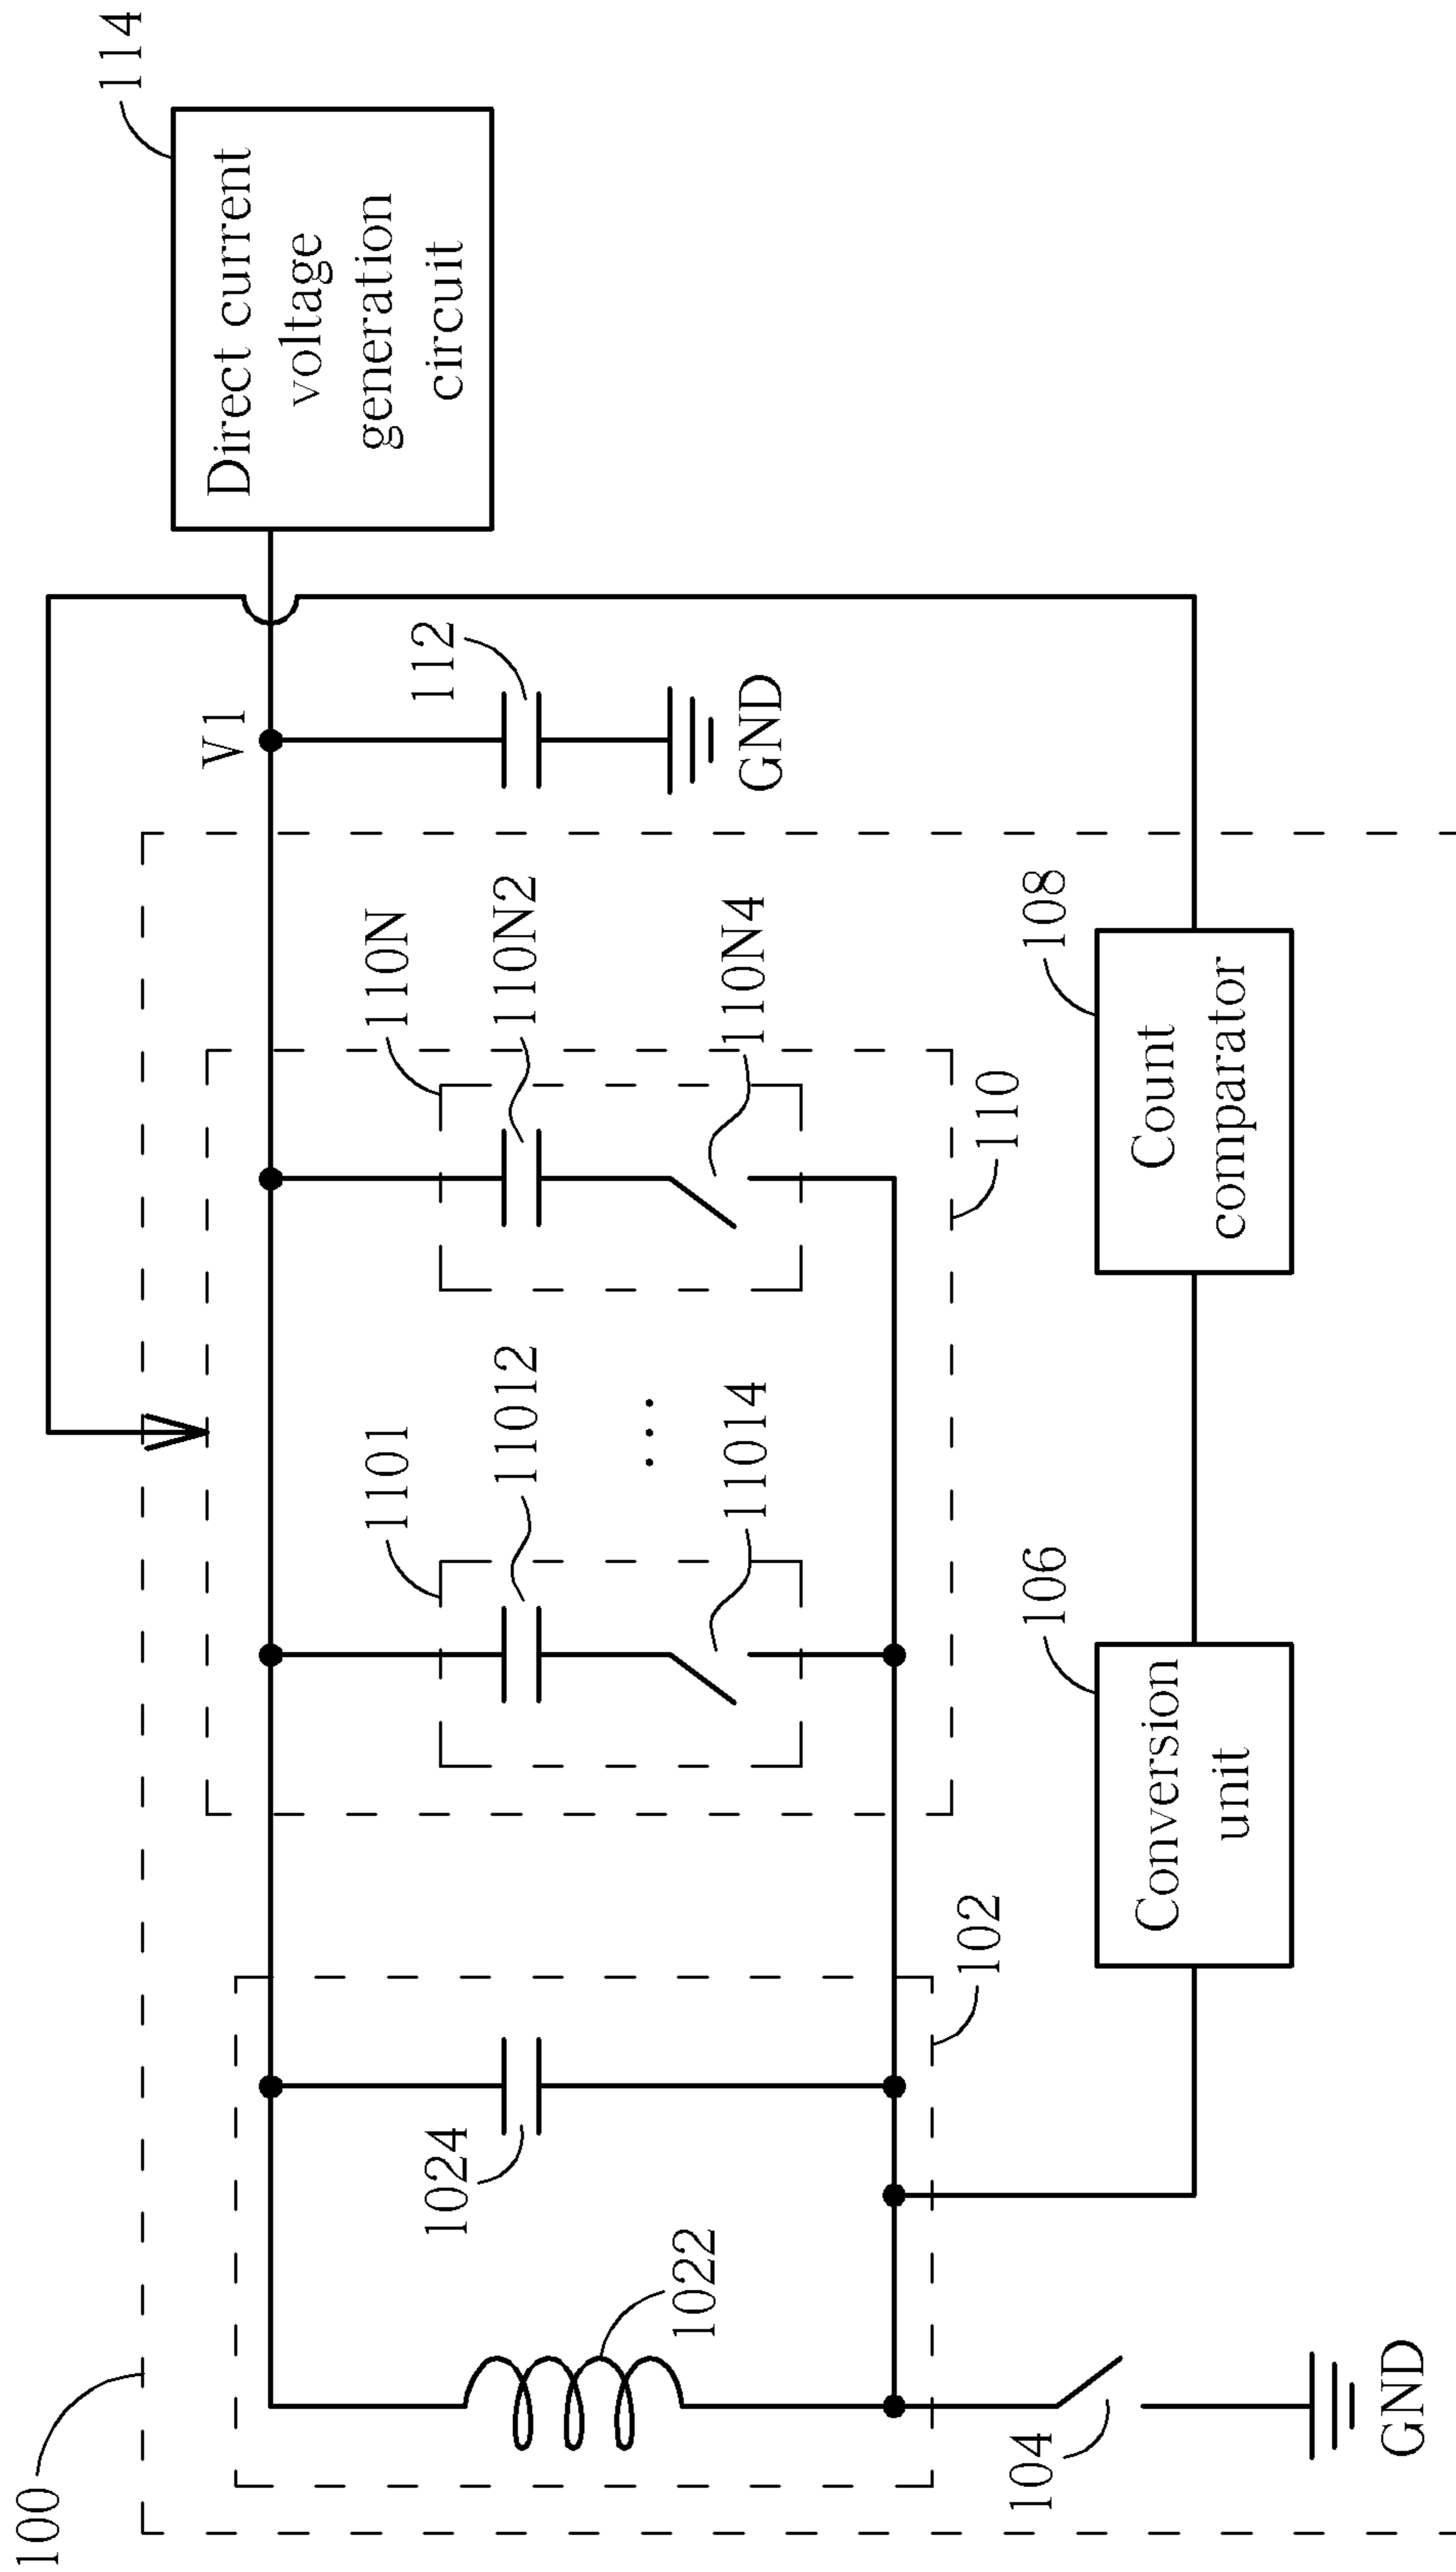 100
114
Direct current
voltage
generation
circuit
V1
112
GND
110N
110N2
110N4
1101
11012
11014
...
110
1024
1022
102
108
Count
comparator
106
Conversion
unit
104
GND